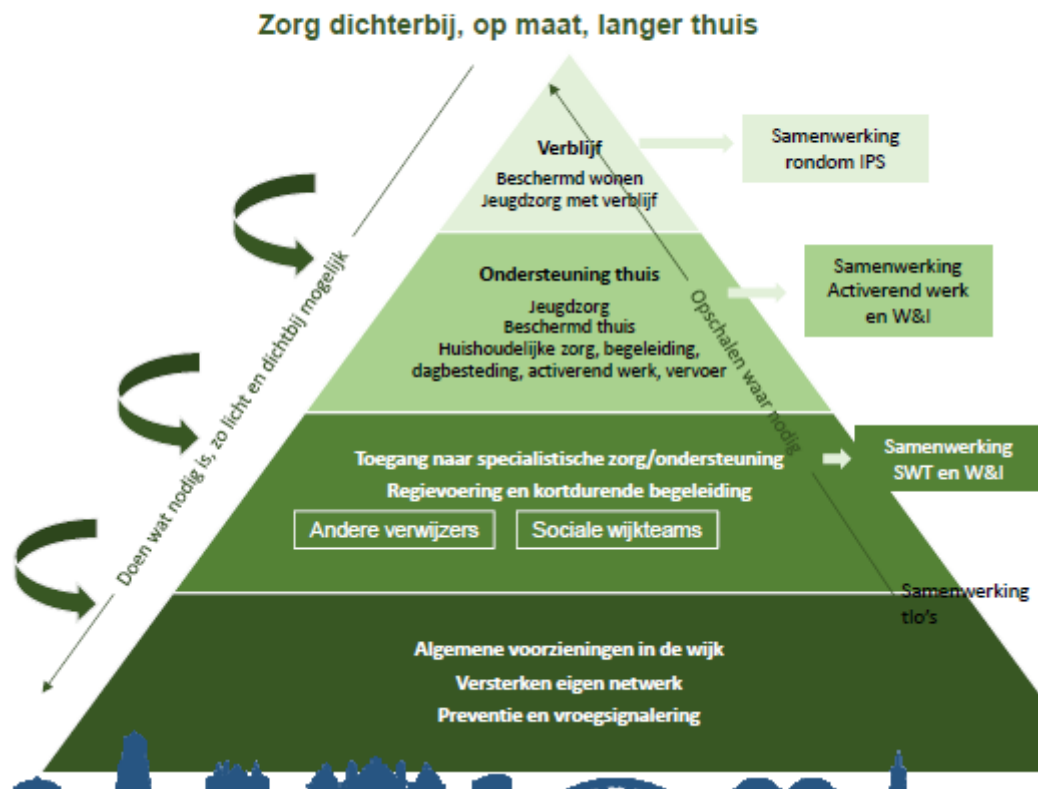 Zorg dichterbij, op maat, langer thuis
Verblijf
Beschermd wonen
Jeugdzorg met verblijf
Samenwerking
rondom IPS
Ondersteuning thuis
Jeugdzorg
Beschermd thuis
Huishoudelijke zorg, begeleiding,
dagbesteding, activerend werk, vervoer
Samenwerking
Activerend werk
en W&I
Doen wat nodig is, zo licht en dichtbij mogelijk
Opschalen waar nodig
Toegang naar specialistische zorg/ondersteuning
Regievoering en kortdurende begeleiding
Andere verwijzers
Sociale wijkteams
Samenwerking
SWT en W&I
Samenwerking
tlo's
Algemene voorzieningen in de wijk
Versterken eigen netwerk
Preventie en vroegsignalering